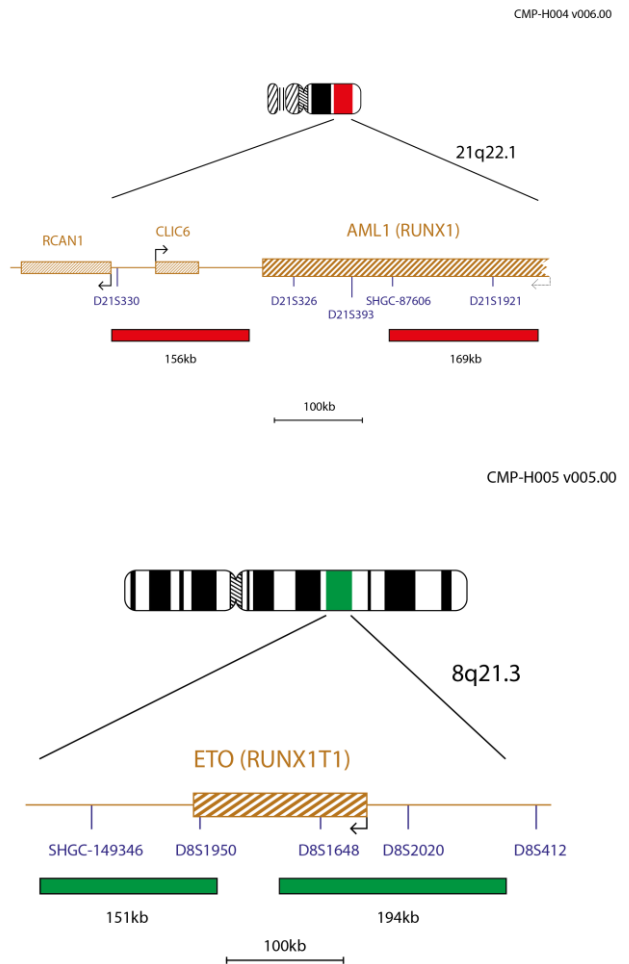 CMP-H004 v006.00
21q22.1
CLIC6
AML1 (RUNX1)
RCAN1
D21S330
D21S326
SHGC-87606
D21S1921
D21S393
156kb
169kb
100kb
CMP-H005 v005.00
8q21.3
ETO (RUNX1T1)
SHGC-149346
D8S1950
D8S1648
D8S2020
D8S412
151kb
194kb
100kb